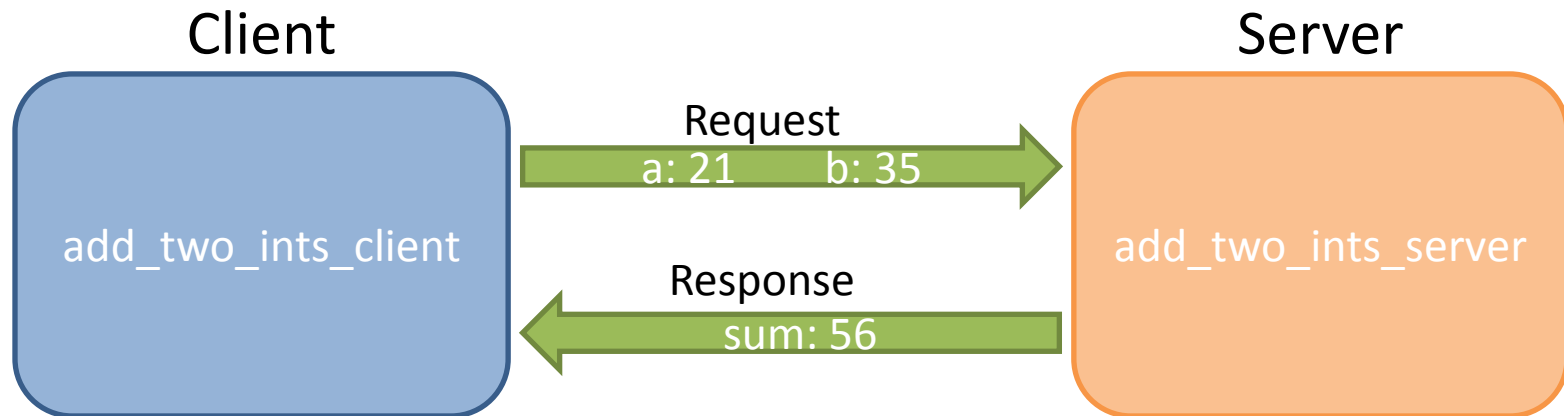 Client
Server
Request
a: 21 b: 35
add_two_ints_client
add_two_ints_server
Response
sum: 56